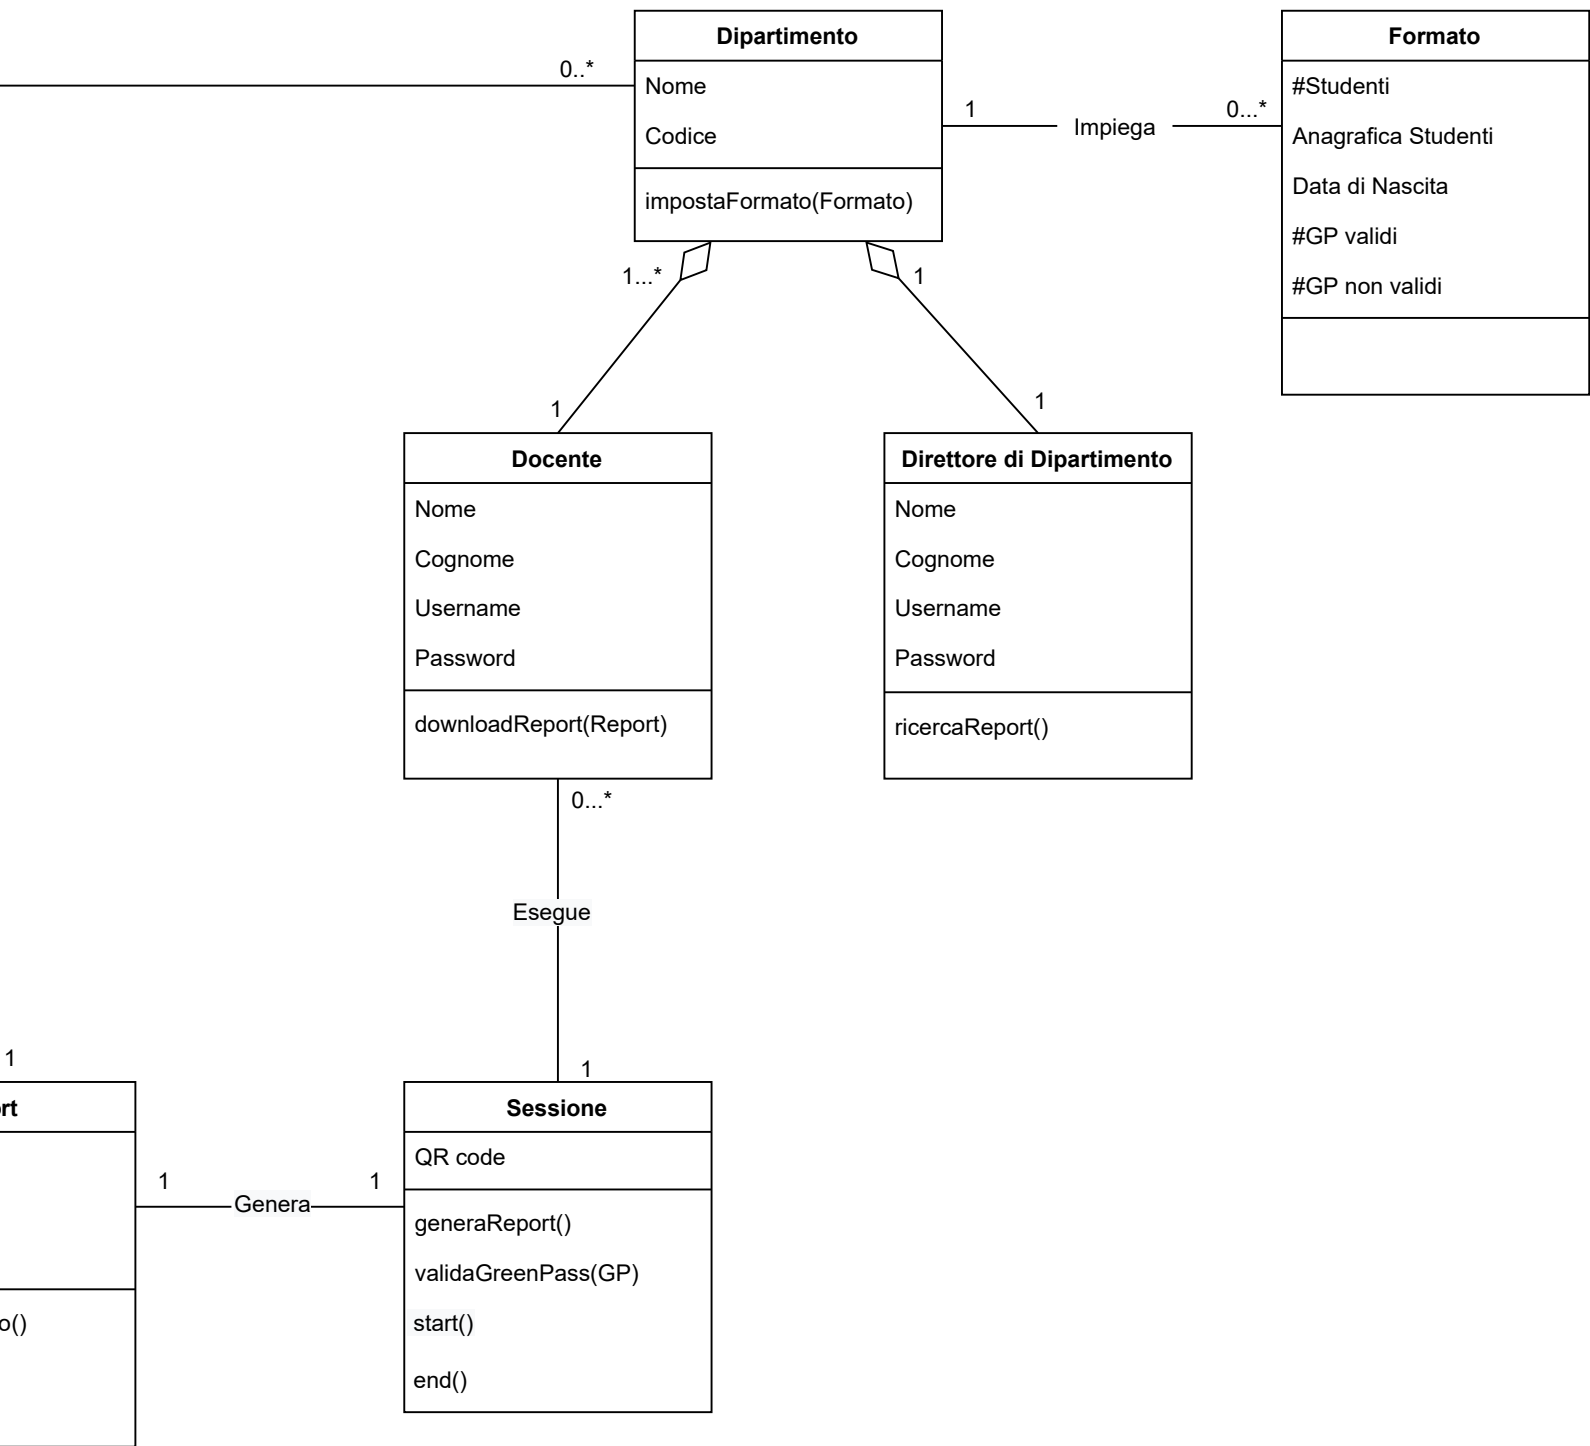 Dipartimento
Nome
Codice
impostaFormato(Formato)
0..*
1
Impiega
0...*
Formato
#Studenti
Anagrafica Studenti
Data di Nascita
#GP validi
#GP non validi
1...*
1
1
1
Docente
Nome
Cognome
Username
Password
downloadReport(Report)
Direttore di Dipartimento
Nome
Cognome
Username
Password
ricercaReport()
0...*
Esegue
1
1
rt
o()
1
Genera
1
Sessione
QR code
generaReport()
validaGreenPass(GP)
start()
end()